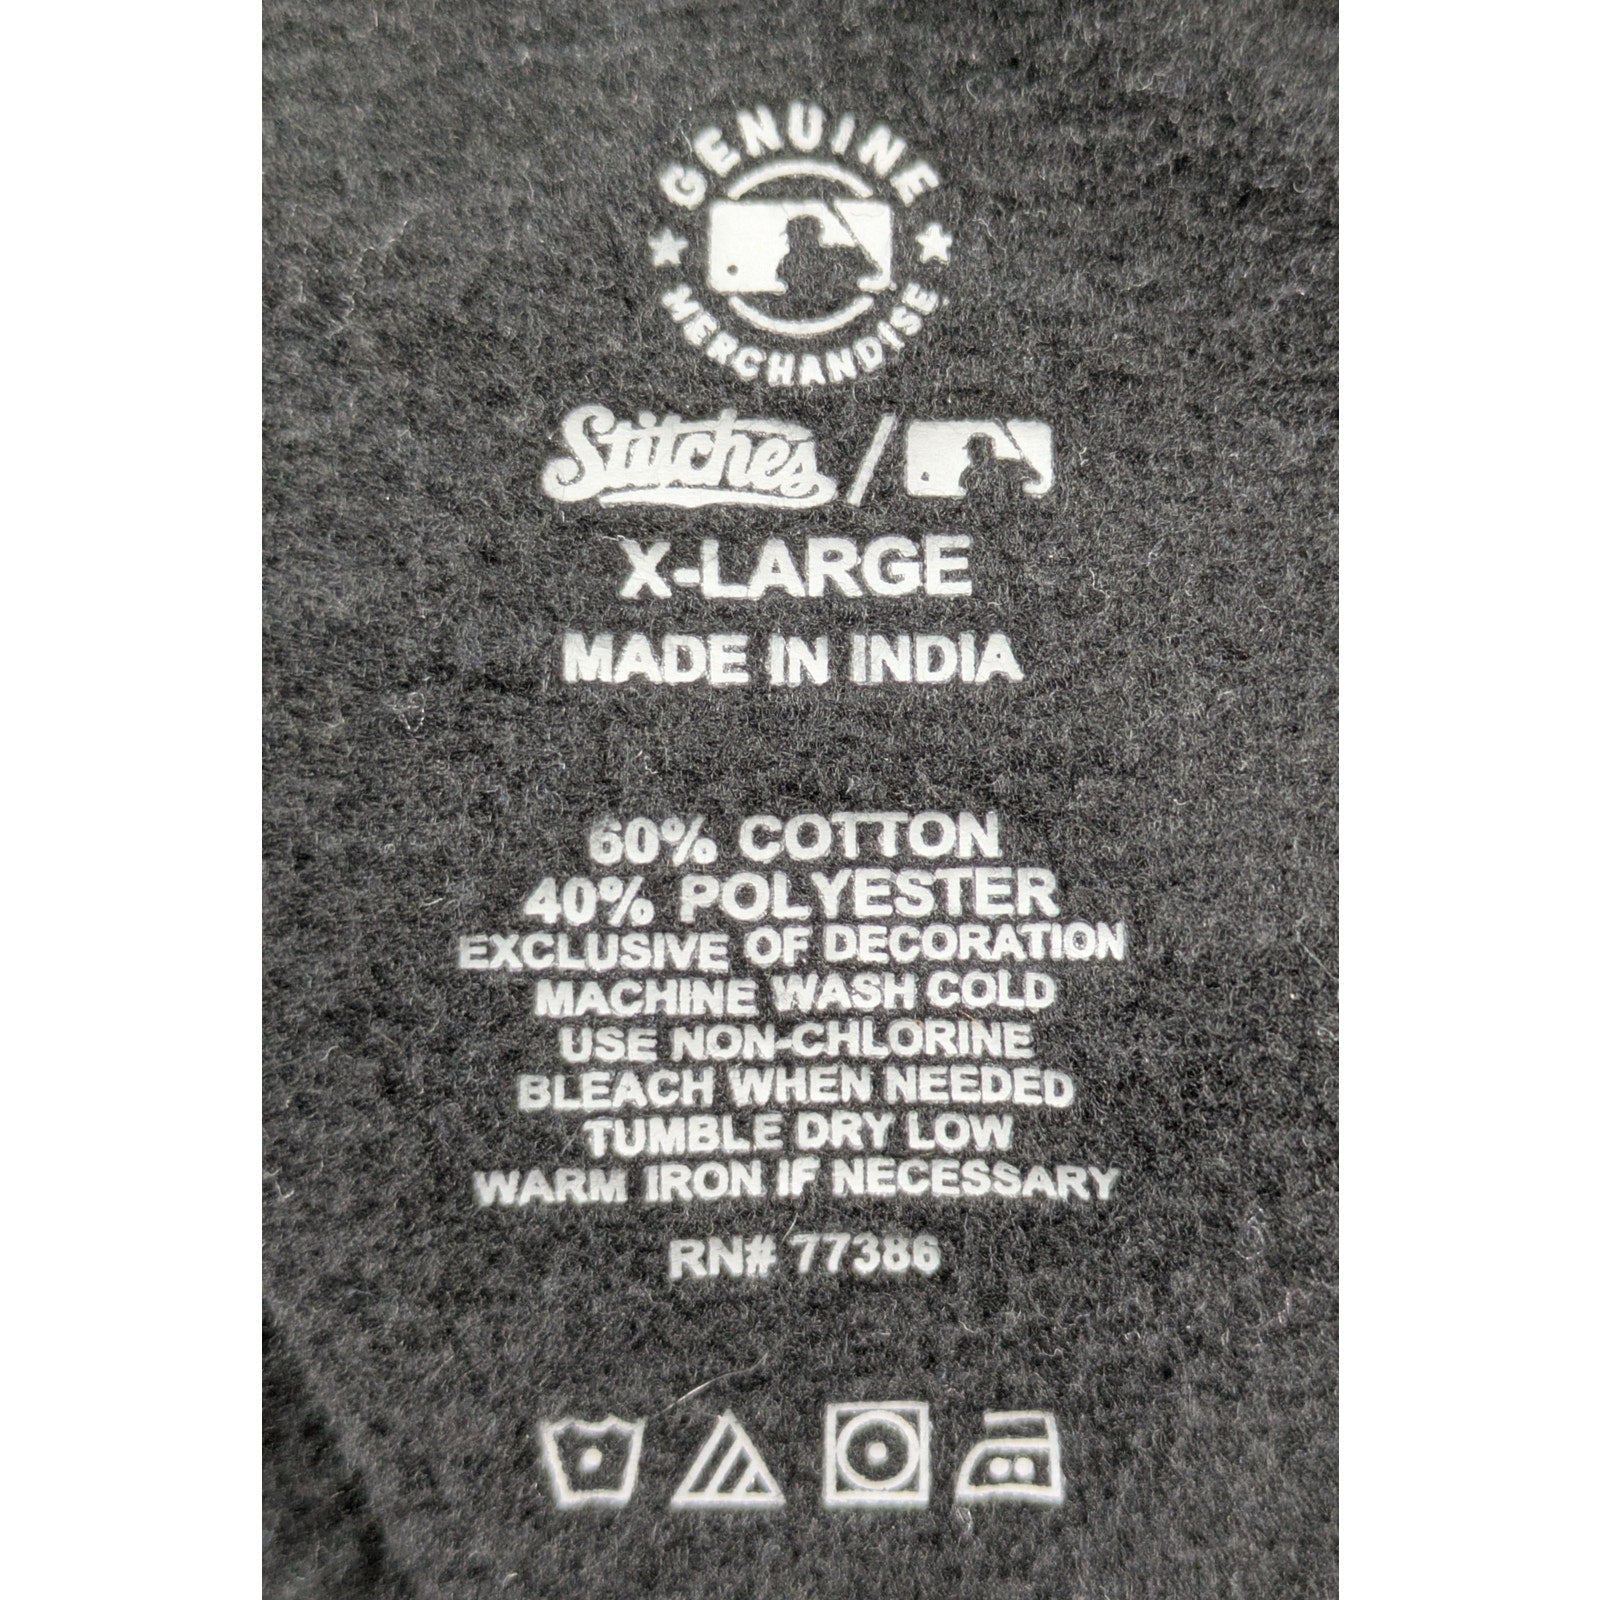 GENUINE
MERCHANDISE
Stitches /
X-LARGE
MADE IN INDIA
60% COTTON
40% POLYESTER
EXCLUSIVE OF DECORATION
MACHINE WASH COLD
USE NON-CHLORINE
BLEACH WHEN NEEDED
TUMBLE DRY LOW
WARM IRON IF NECESSARY
RN# 77386